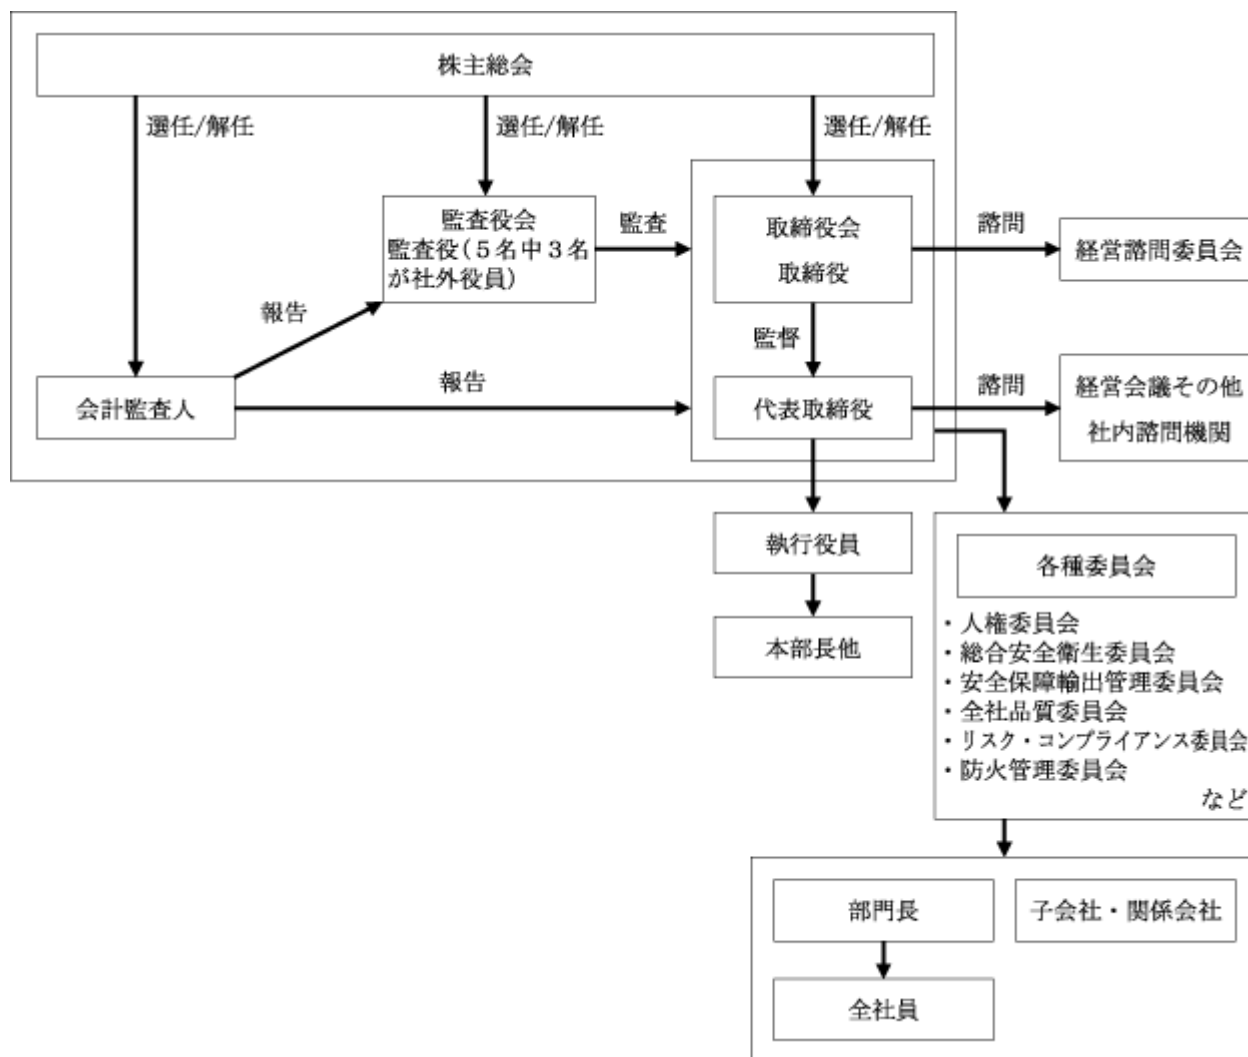 株主総会
選任/解任
選任/解任
選任/解任
監査役会
監査役(５名中３名
が社外役員)
監査
取締役会
取締役
諮問
経営諮問委員会
報告
監督
会計監査人
報告
代表取締役
諮問
経営会議その他
社内諮問機関
執行役員
本部長他
各種委員会
・人権委員会
・総合安全衛生委員会
・安全保障輸出管理委員会
・全社品質委員会
・リスク・コンプライアンス委員会
・防火管理委員会
など
部門長
子会社・関係会社
全社員